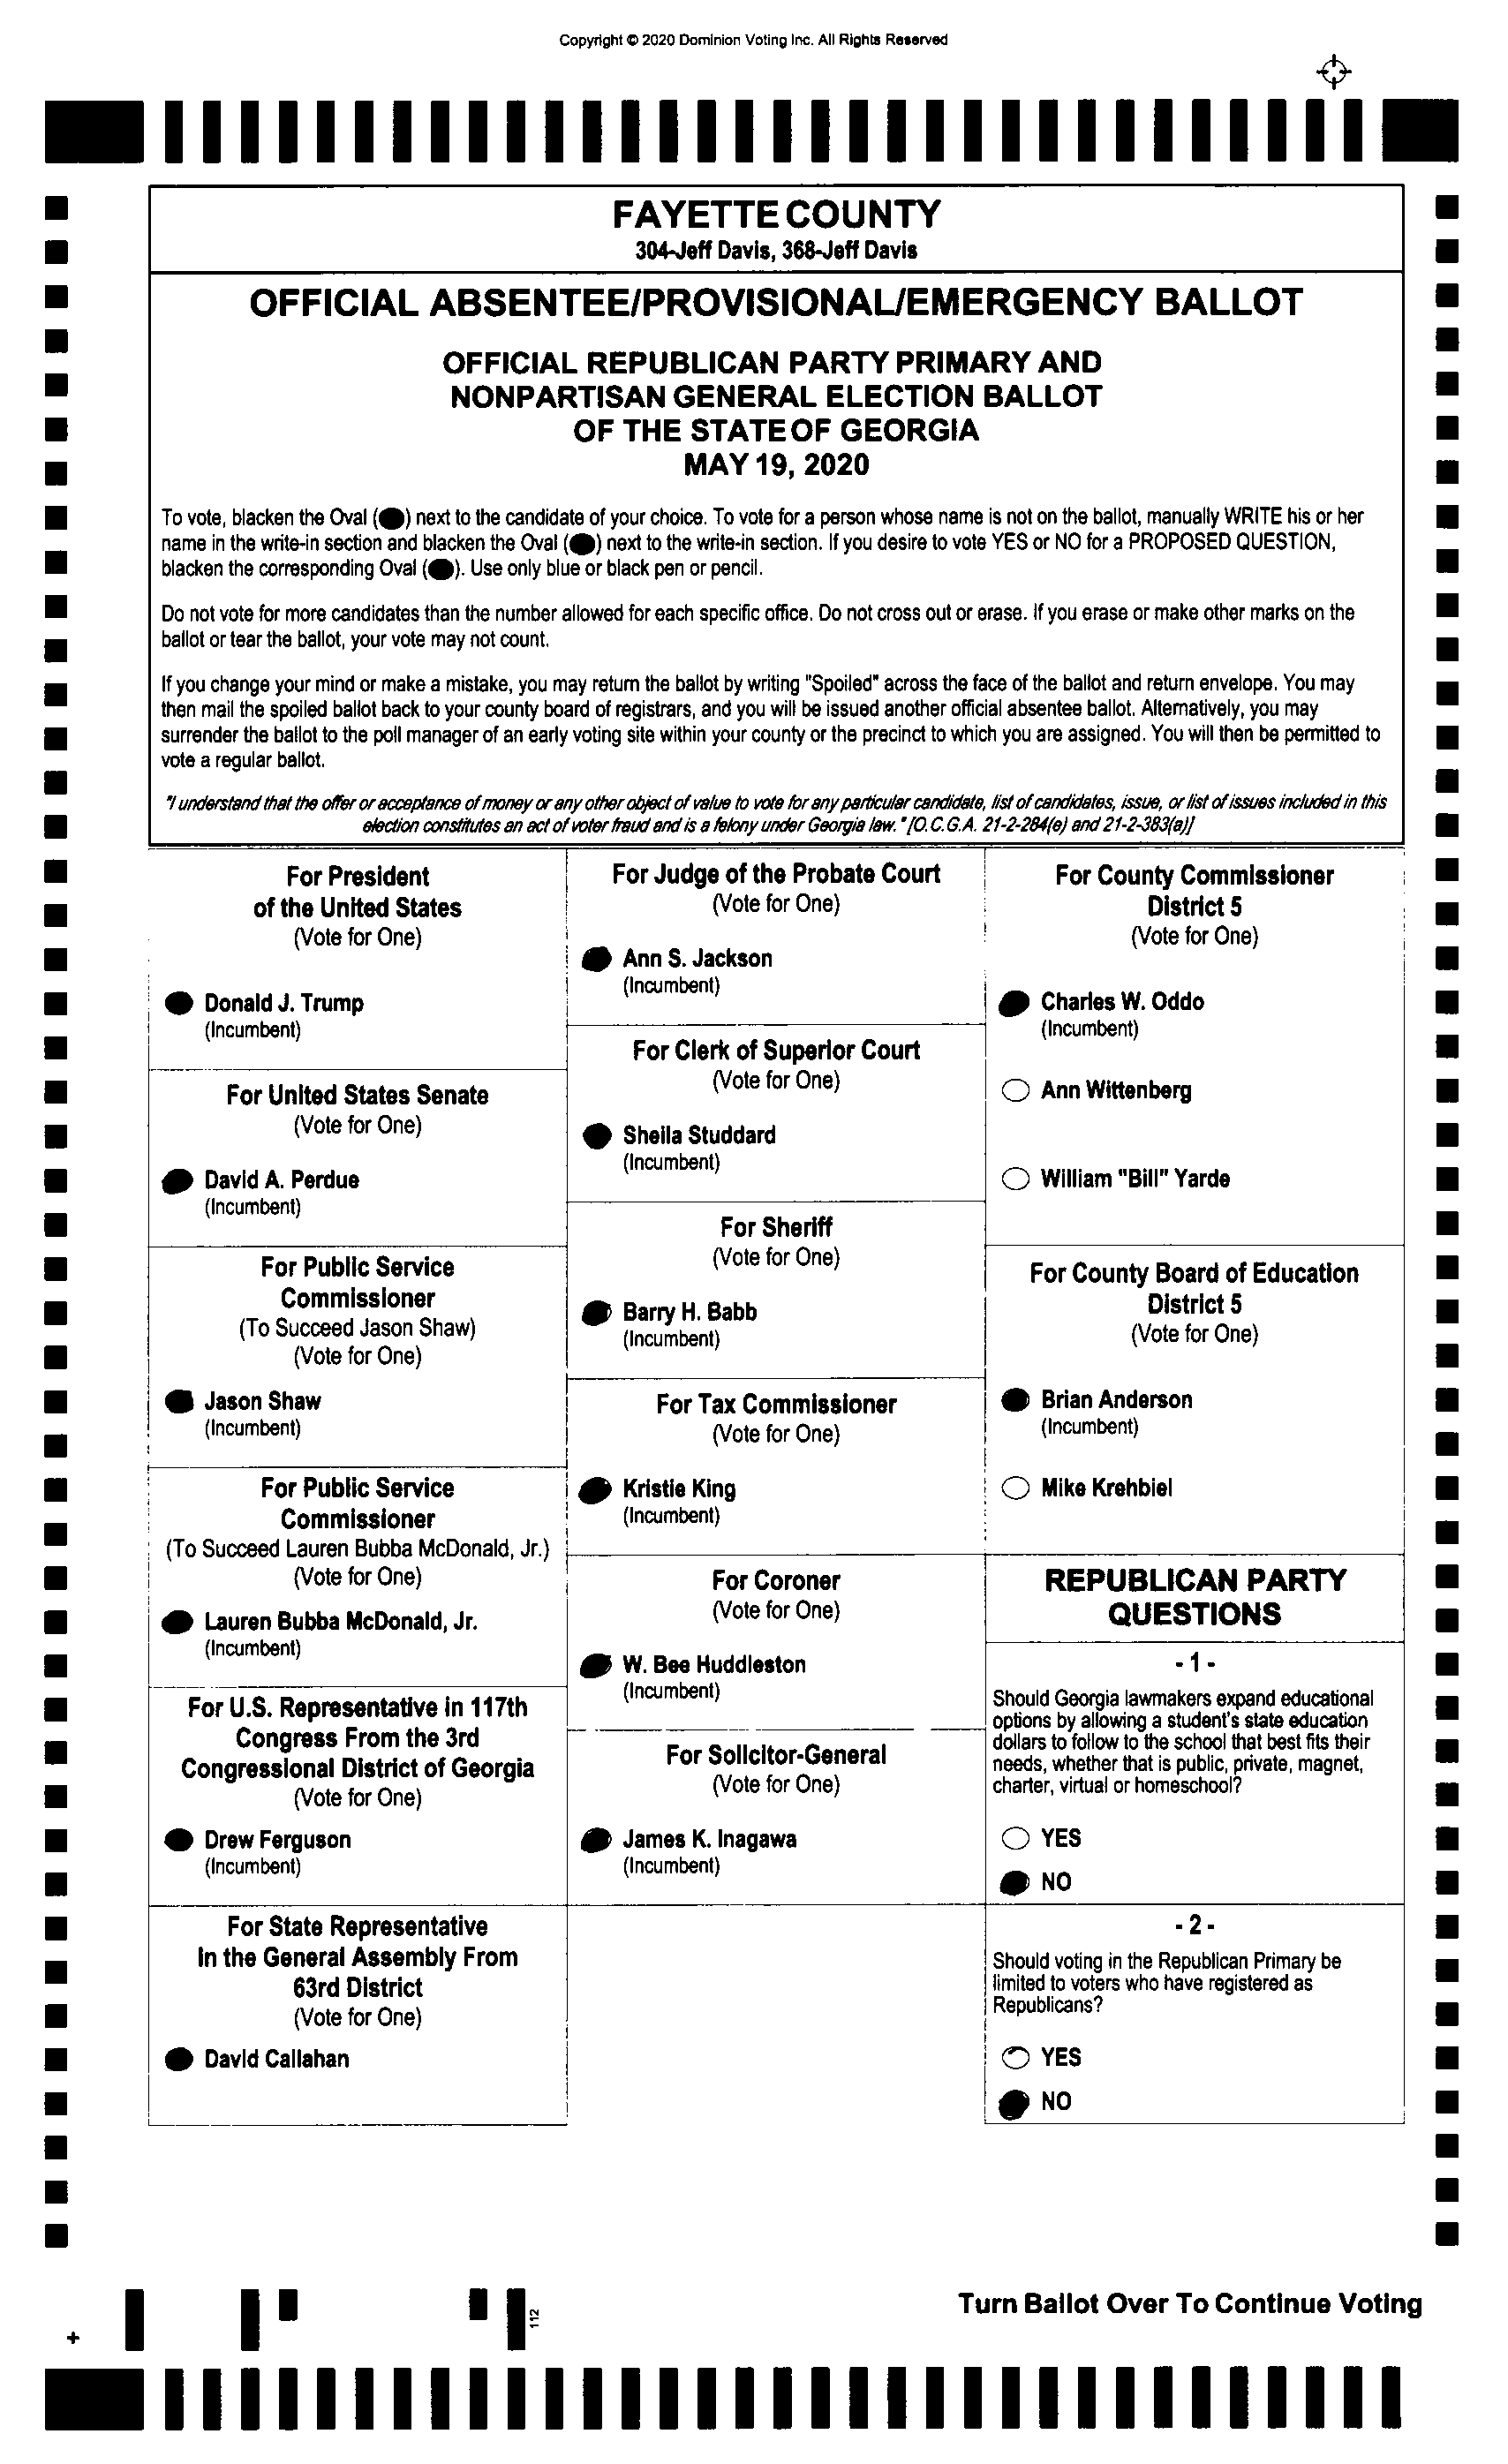 Copyright © 2020 Dominion Voting Inc. All Rights Reserved
FAYETTE COUNTY
304-Jeff Davis, 368-Jeff Davis
OFFICIAL ABSENTEE/PROVISIONAL/EMERGENCY BALLOT
OFFICIAL REPUBLICAN PARTY PRIMARY AND
NONPARTISAN GENERAL ELECTION BALLOT
OF THE STATE OF GEORGIA
MAY 19, 2020
To vote, blacken the Oval (⬬) next to the candidate of your choice. To vote for a person whose name is not on the ballot, manually WRITE his or her
name in the write-in section and blacken the Oval (⬬) next to the write-in section. If you desire to vote YES or NO for a PROPOSED QUESTION,
blacken the corresponding Oval (⬬). Use only blue or black pen or pencil.
Do not vote for more candidates than the number allowed for each specific office. Do not cross out or erase. If you erase or make other marks on the
ballot or tear the ballot, your vote may not count.
If you change your mind or make a mistake, you may return the ballot by writing "Spoiled" across the face of the ballot and return envelope. You may
then mail the spoiled ballot back to your county board of registrars, and you will be issued another official absentee ballot. Alternatively, you may
surrender the ballot to the poll manager of an early voting site within your county or the precinct to which you are assigned. You will then be permitted to
vote a regular ballot.
"I understand that the offer or acceptance of money or any other object of value to vote for any particular candidate, list of candidates, issue, or list of issues included in this
election constitutes an act of voter fraud and is a felony under Georgia law." [O.C.G.A. 21-2-284(e) and 21-2-383(a)]
For President
of the United States
(Vote for One)
Donald J. Trump
(Incumbent)
For United States Senate
(Vote for One)
David A. Perdue
(Incumbent)
For Public Service
Commissioner
(To Succeed Jason Shaw)
(Vote for One)
Jason Shaw
(Incumbent)
For Public Service
Commissioner
(To Succeed Lauren Bubba McDonald, Jr.)
(Vote for One)
Lauren Bubba McDonald, Jr.
(Incumbent)
For U.S. Representative in 117th
Congress From the 3rd
Congressional District of Georgia
(Vote for One)
Drew Ferguson
(Incumbent)
For State Representative
In the General Assembly From
63rd District
(Vote for One)
David Callahan
For Judge of the Probate Court
(Vote for One)
Ann S. Jackson
(Incumbent)
For Clerk of Superior Court
(Vote for One)
Sheila Studdard
(Incumbent)
For Sheriff
(Vote for One)
Barry H. Babb
(Incumbent)
For Tax Commissioner
(Vote for One)
Kristie King
(Incumbent)
For Coroner
(Vote for One)
W. Bee Huddleston
(Incumbent)
For Solicitor-General
(Vote for One)
James K. Inagawa
(Incumbent)
For County Commissioner
District 5
(Vote for One)
Charles W. Oddo
(Incumbent)
Ann Wittenberg
William "Bill" Yarde
For County Board of Education
District 5
(Vote for One)
Brian Anderson
(Incumbent)
Mike Krehbiel
REPUBLICAN PARTY
QUESTIONS
- 1 -
Should Georgia lawmakers expand educational
options by allowing a student's state education
dollars to follow to the school that best fits their
needs, whether that is public, private, magnet,
charter, virtual or homeschool?
YES
NO
- 2 -
Should voting in the Republican Primary be
limited to voters who have registered as
Republicans?
YES
NO
Turn Ballot Over To Continue Voting
112